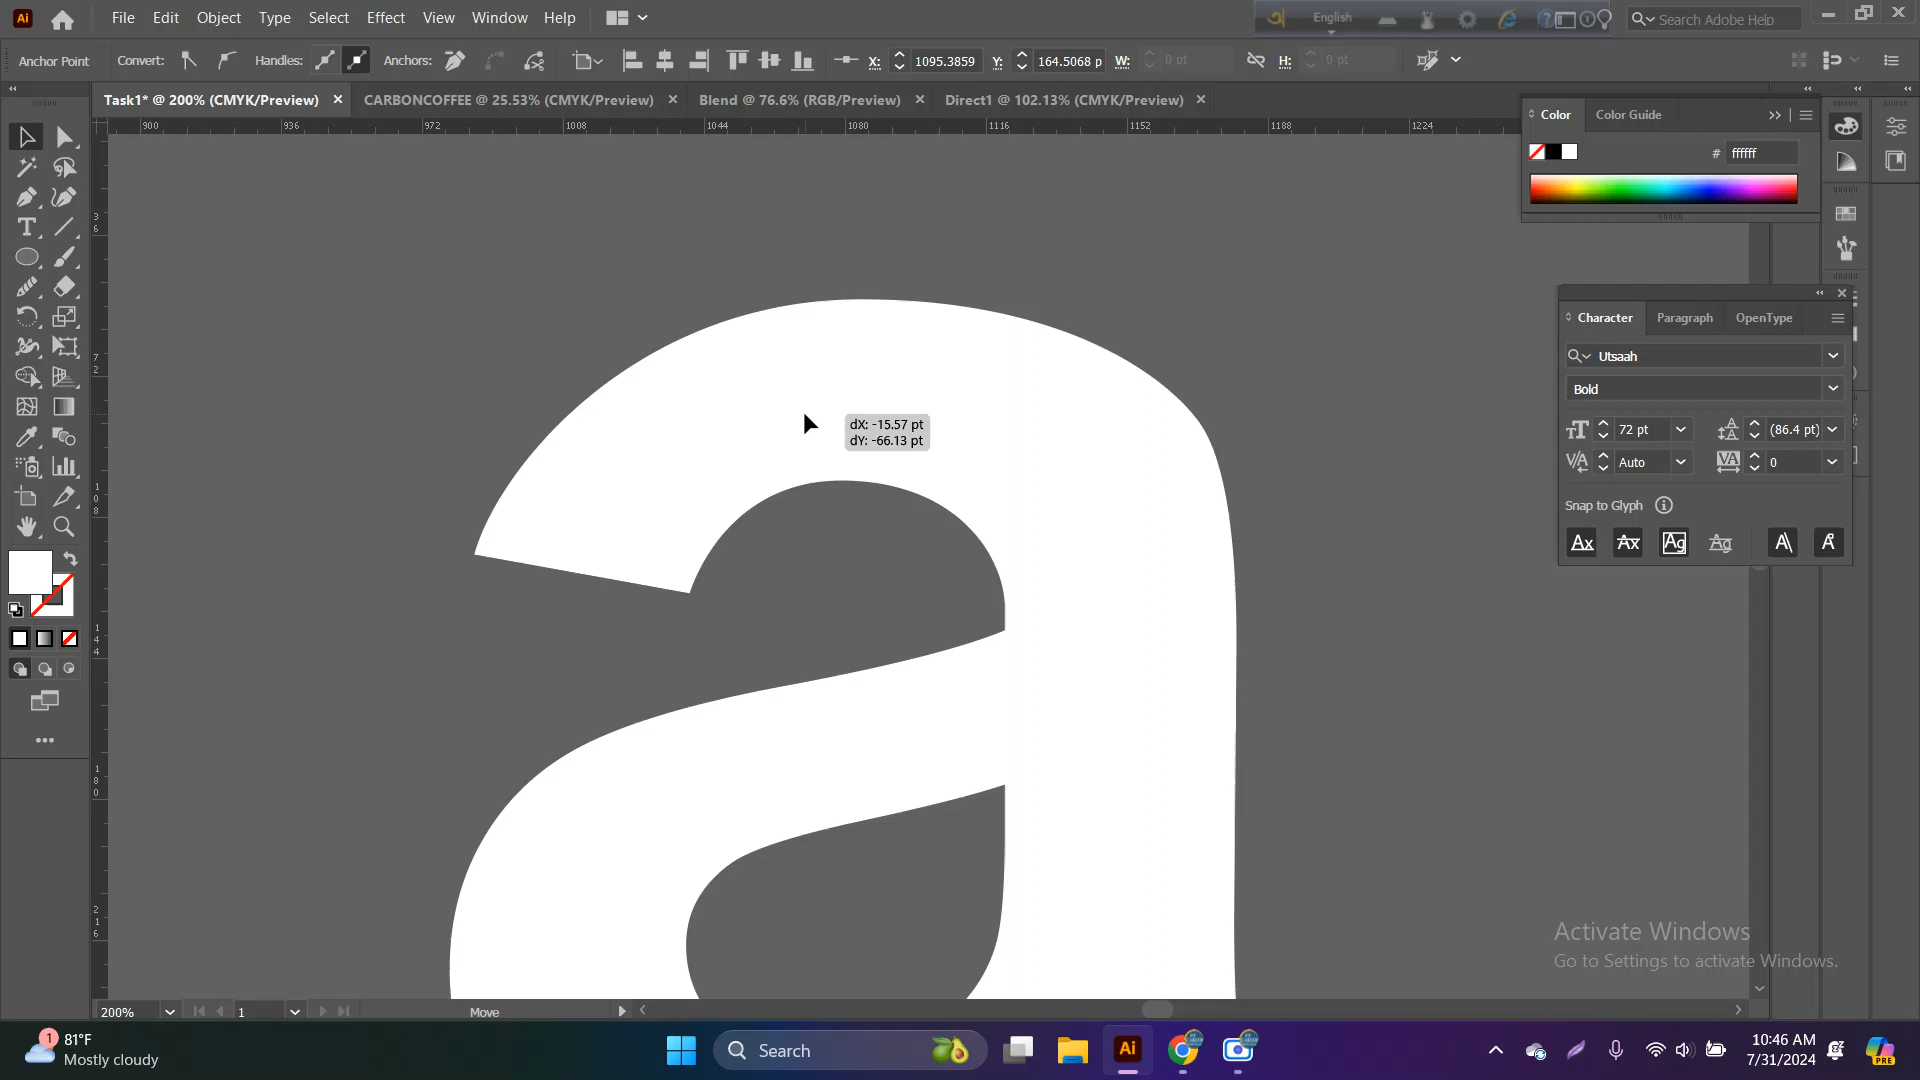 Ai File Edit Object Type Select Effect View Window Help English Search Adobe Help
Anchor Point Convert: Handles: Anchors: X: 1095.3859 Y: 164.5068 p W: 0 pt H: 0 pt
Task1* @ 200% (CMYK/Preview) × CARBONCOFFEE @ 25.53% (CMYK/Preview) × Blend @ 76.6% (RGB/Preview) × Direct1 @ 102.13% (CMYK/Preview) ×
900 936 972 1008 1044 1080 1116 1152 1188 1224
Color Color Guide
# ffffff
36
72
108
144
180
216
a
dX: -15.57 pt
dY: -66.13 pt
Character Paragraph OpenType
Utsaah
Bold
72 pt (86.4 pt)
Auto 0
Snap to Glyph
Activate Windows
Go to Settings to activate Windows.
200% 1 Move
1 81°F
Mostly cloudy
Search
Ai
10:46 AM
7/31/2024
PRE